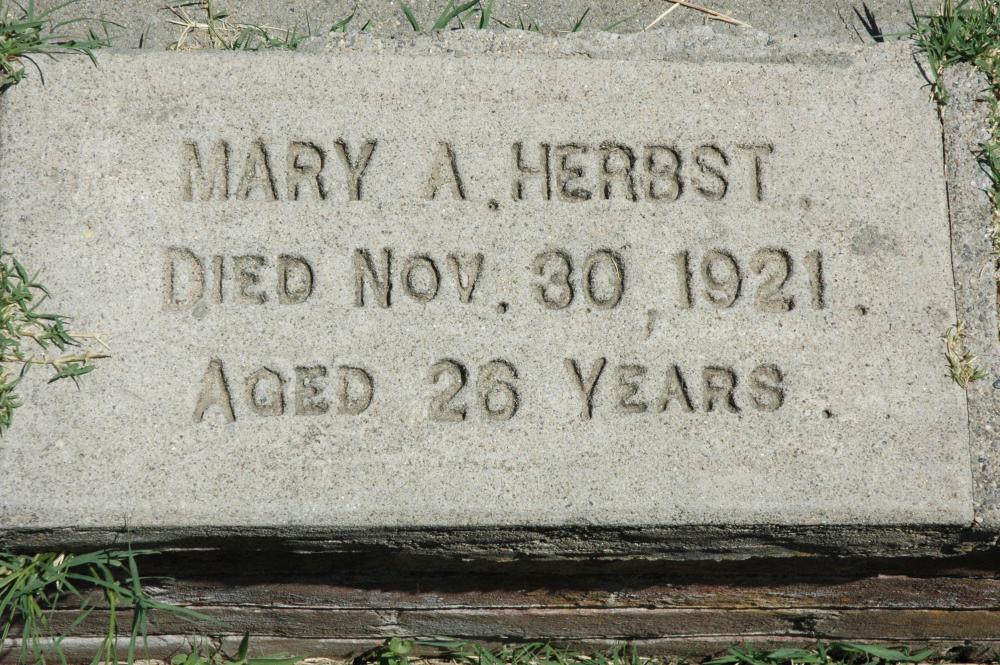 MARY A. HERBST.
DIED NOV. 30, 1921.
AGED 26 YEARS.